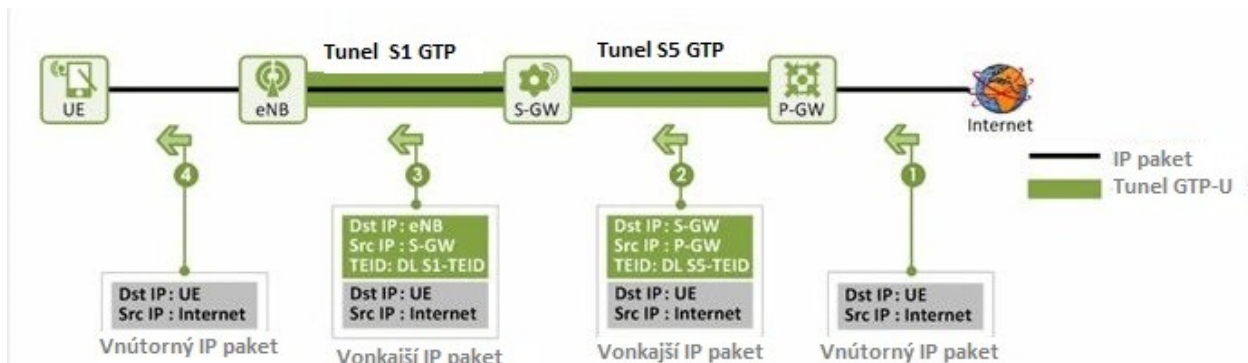 Tunel S1 GTP
Tunel S5 GTP
UE
eNB
S-GW
P-GW
Internet
IP paket
Tunel GTP-U
4
3
2
1
Dst IP : UE
Src IP : Internet
Vnútorný IP paket
Dst IP : eNB
Src IP : S-GW
TEID: DL S1-TEID
Dst IP : UE
Src IP : Internet
Vonkajší IP paket
Dst IP : S-GW
Src IP : P-GW
TEID: DL S5-TEID
Dst IP : UE
Src IP : Internet
Vonkajší IP paket
Dst IP : UE
Src IP : Internet
Vnútorný IP paket